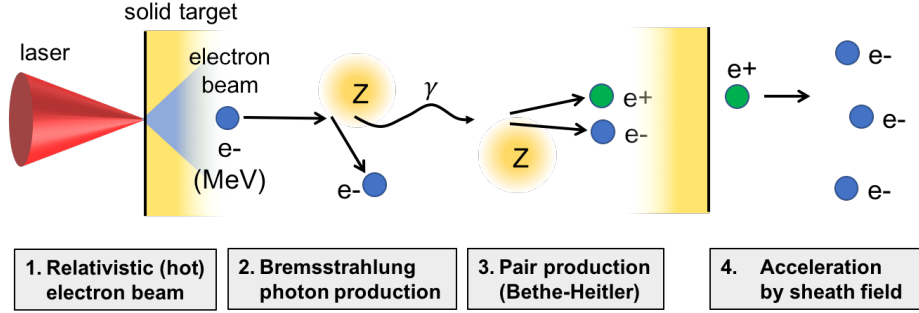 solid target
laser
electron
beam
e-
(MeV)
Z
γ
e-
Z
e+
e-
e+
e-
e-
e-
1. Relativistic (hot)
electron beam
2. Bremsstrahlung
photon production
3. Pair production
(Bethe-Heitler)
4. Acceleration
by sheath field